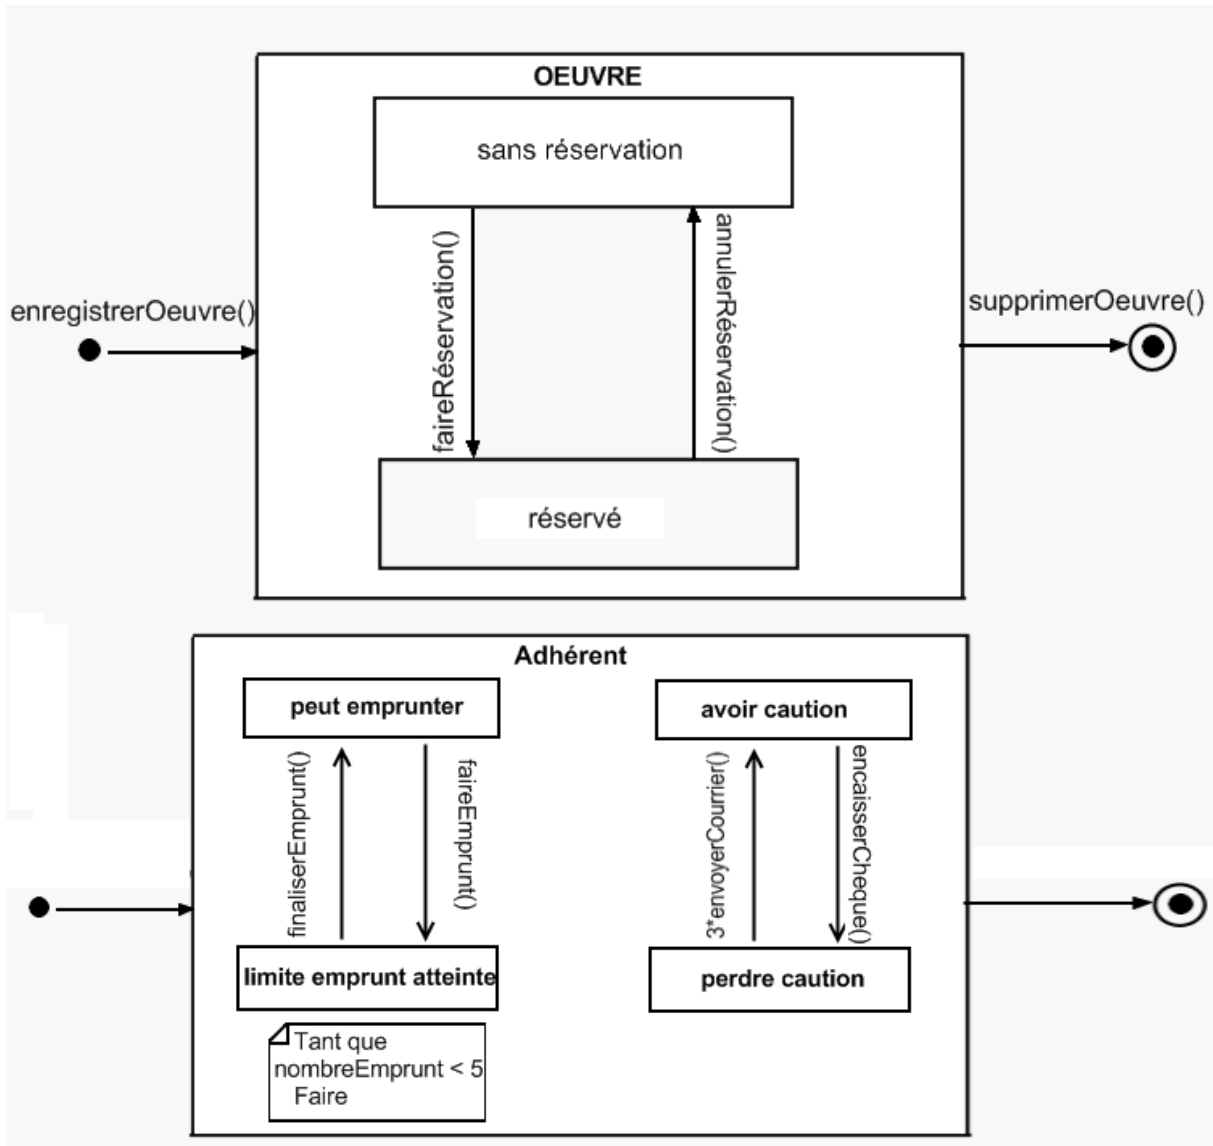 OEUVRE
sans réservation
faireRéservation()
annulerRéservation()
enregistrerOeuvre()
supprimerOeuvre()
réservé
Adhérent
peut emprunter
avoir caution
finaliserEmprunt()
faireEmprunt()
3*envoyerCourrier()
encaisserCheque()
limite emprunt atteinte
perdre caution
Tant que
nombreEmprunt < 5
Faire